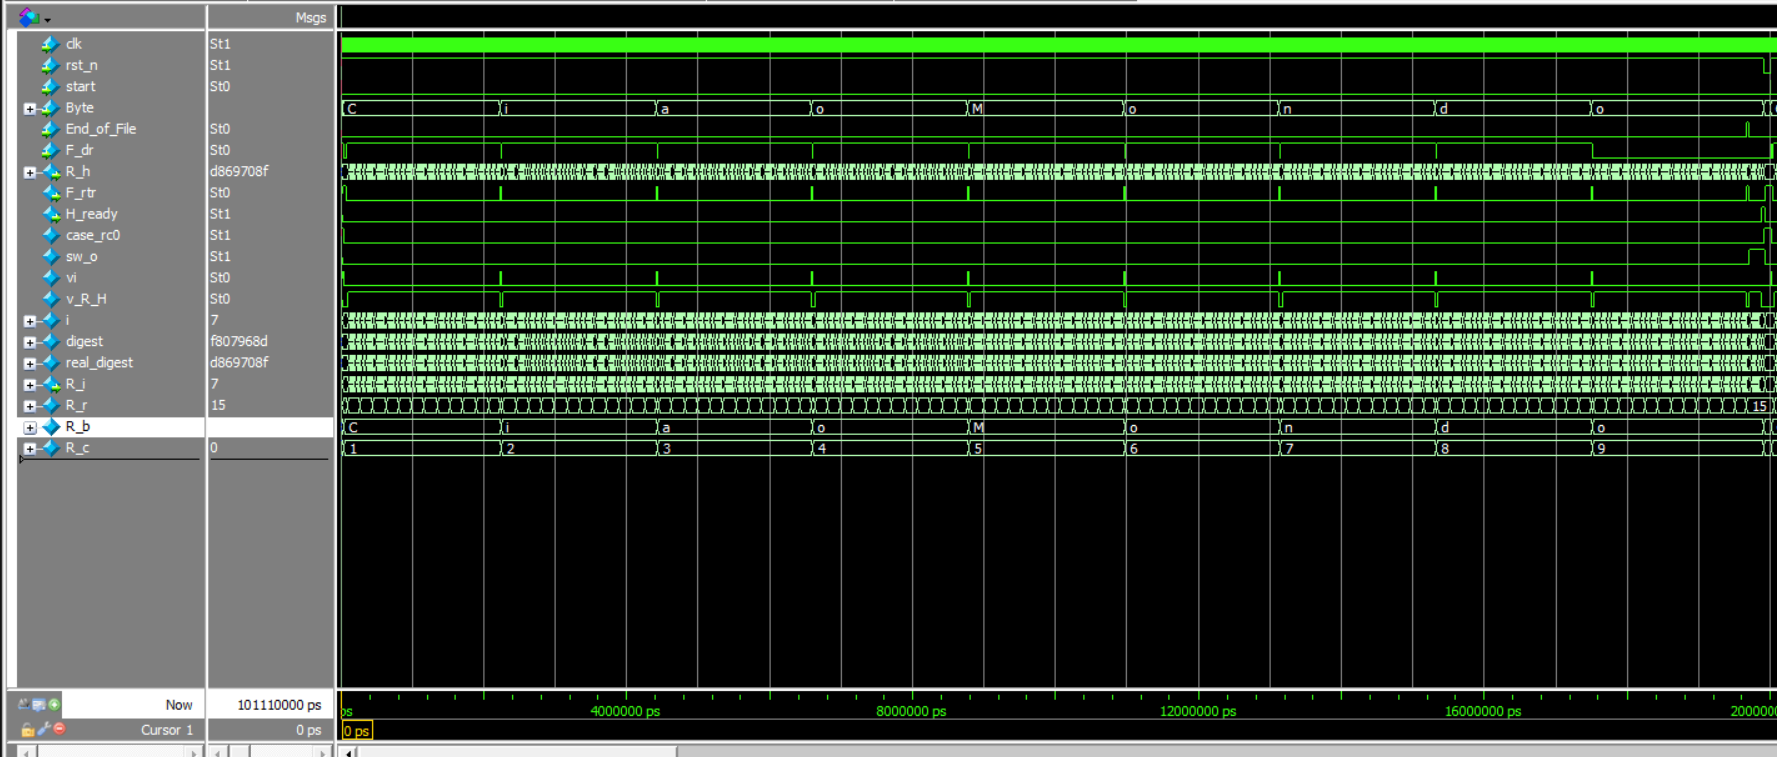 Msgs
clk St1
rst_n St1
start St0
Byte C i a o M o n d o
End_of_File St0
F_dr St0
R_h d869708f
F_rtr St0
H_ready St1
case_rc0 St1
sw_o St1
vi St0
v_R_H St0
i 7
digest f807968d
real_digest d869708f
R_i 7
R_r 15 15
R_b C i a o M o n d o
R_c 0 1 2 3 4 5 6 7 8 9
Now 101110000 ps ps 4000000 ps 8000000 ps 12000000 ps 16000000 ps 2000000
Cursor 1 0 ps 0 ps